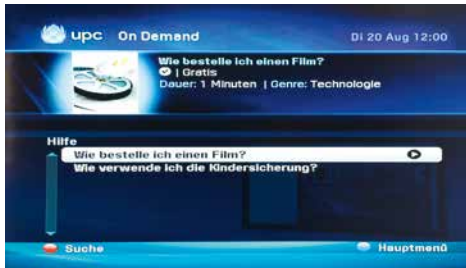 upc On Demand
Di 20 Aug 12:00
Wie bestelle ich einen Film?
| Gratis
Dauer: 1 Minuten | Genre: Technologie
Hilfe
Wie bestelle ich einen Film?
Wie verwende ich die Kindersicherung?
Suche
Hauptmenü